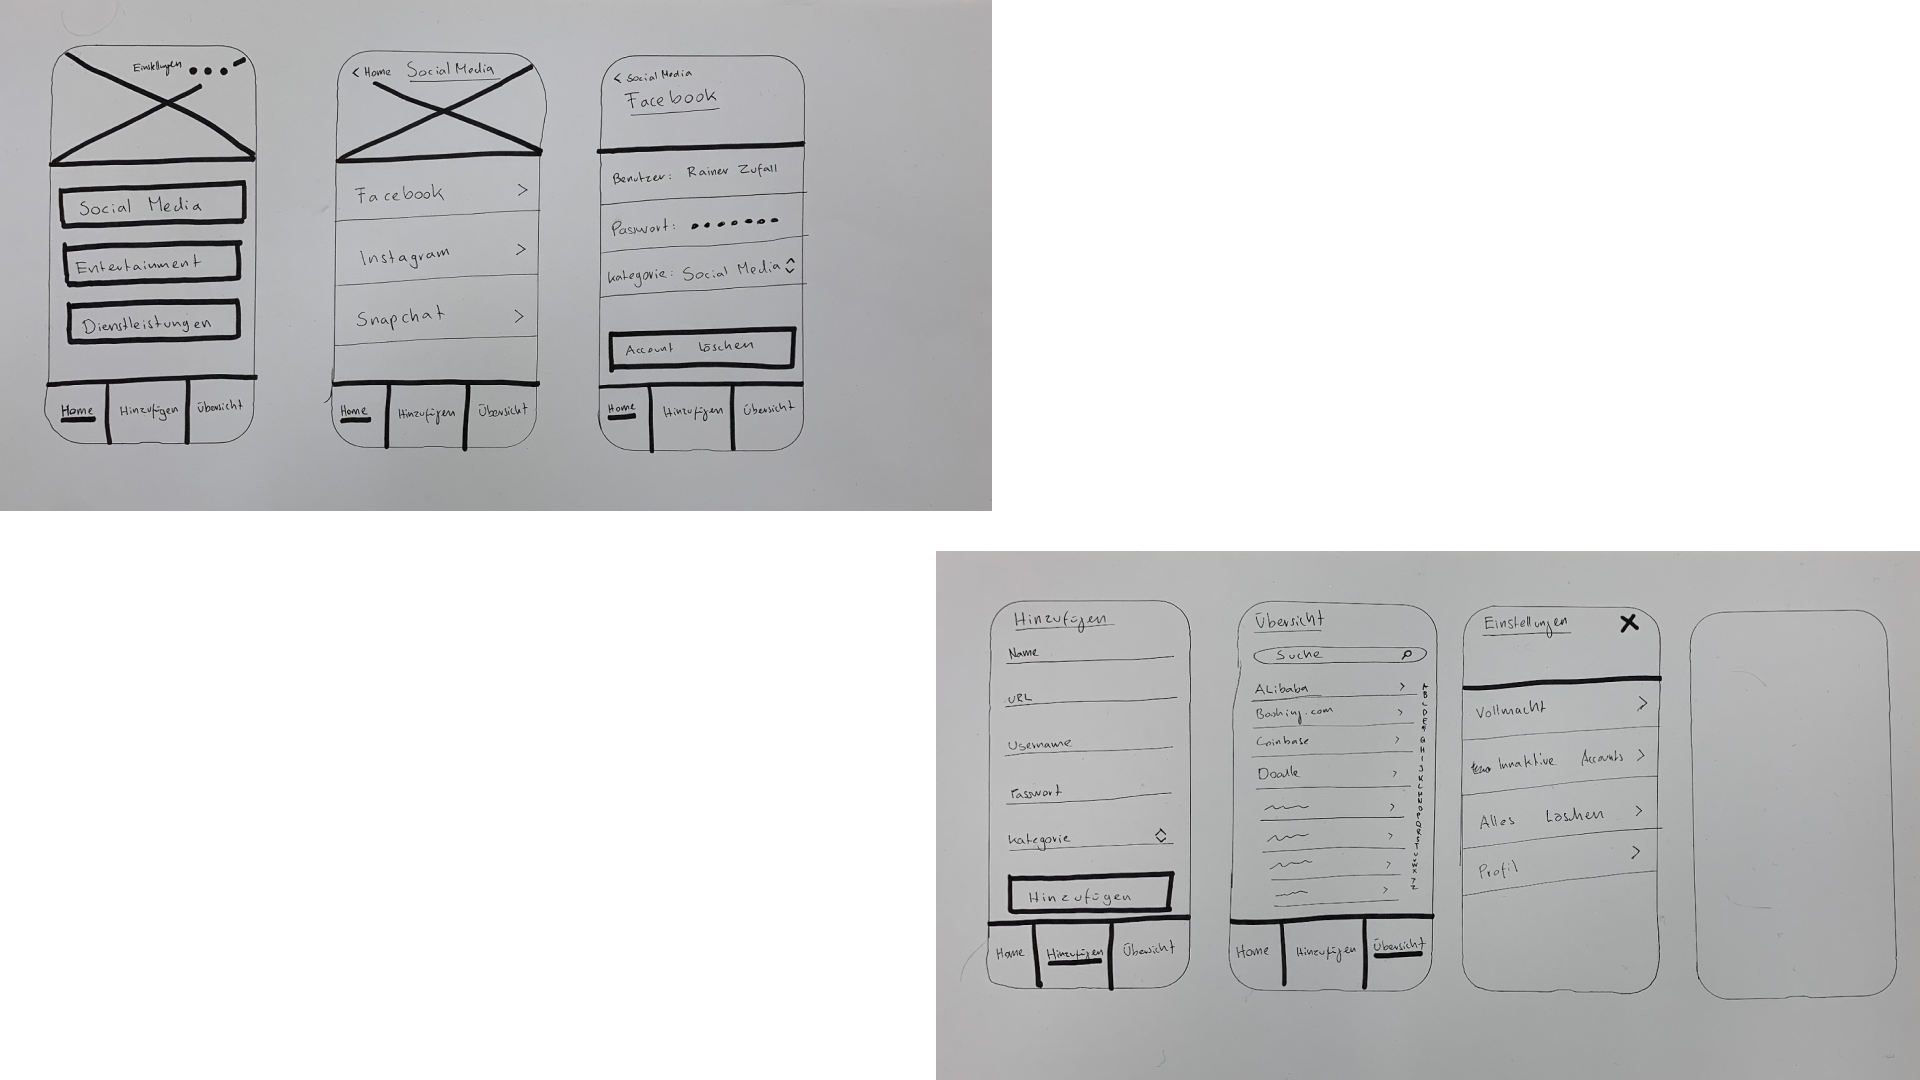 Einstellungen
Social Media
Entertainment
Dienstleistungen
Home
Hinzufügen
Übersicht
< Home Social Media
Facebook >
Instagram >
Snapchat >
Home
Hinzufügen
Übersicht
< Social Media
Facebook
Benutzer: Rainer Zufall
Passwort: •••••••
Kategorie: Social Media
Account Löschen
Home
Hinzufügen
Übersicht
Hinzufügen
Name
URL
Username
Passwort
Kategorie
Hinzufügen
Home
Hinzufügen
Übersicht
Übersicht
Suche
ALibaba >
Booking.com >
Coinbase >
Doodle >
Home
Hinzufügen
Übersicht
Einstellungen X
Vollmacht >
Innaktive Accounts >
Alles Löschen >
Profil >